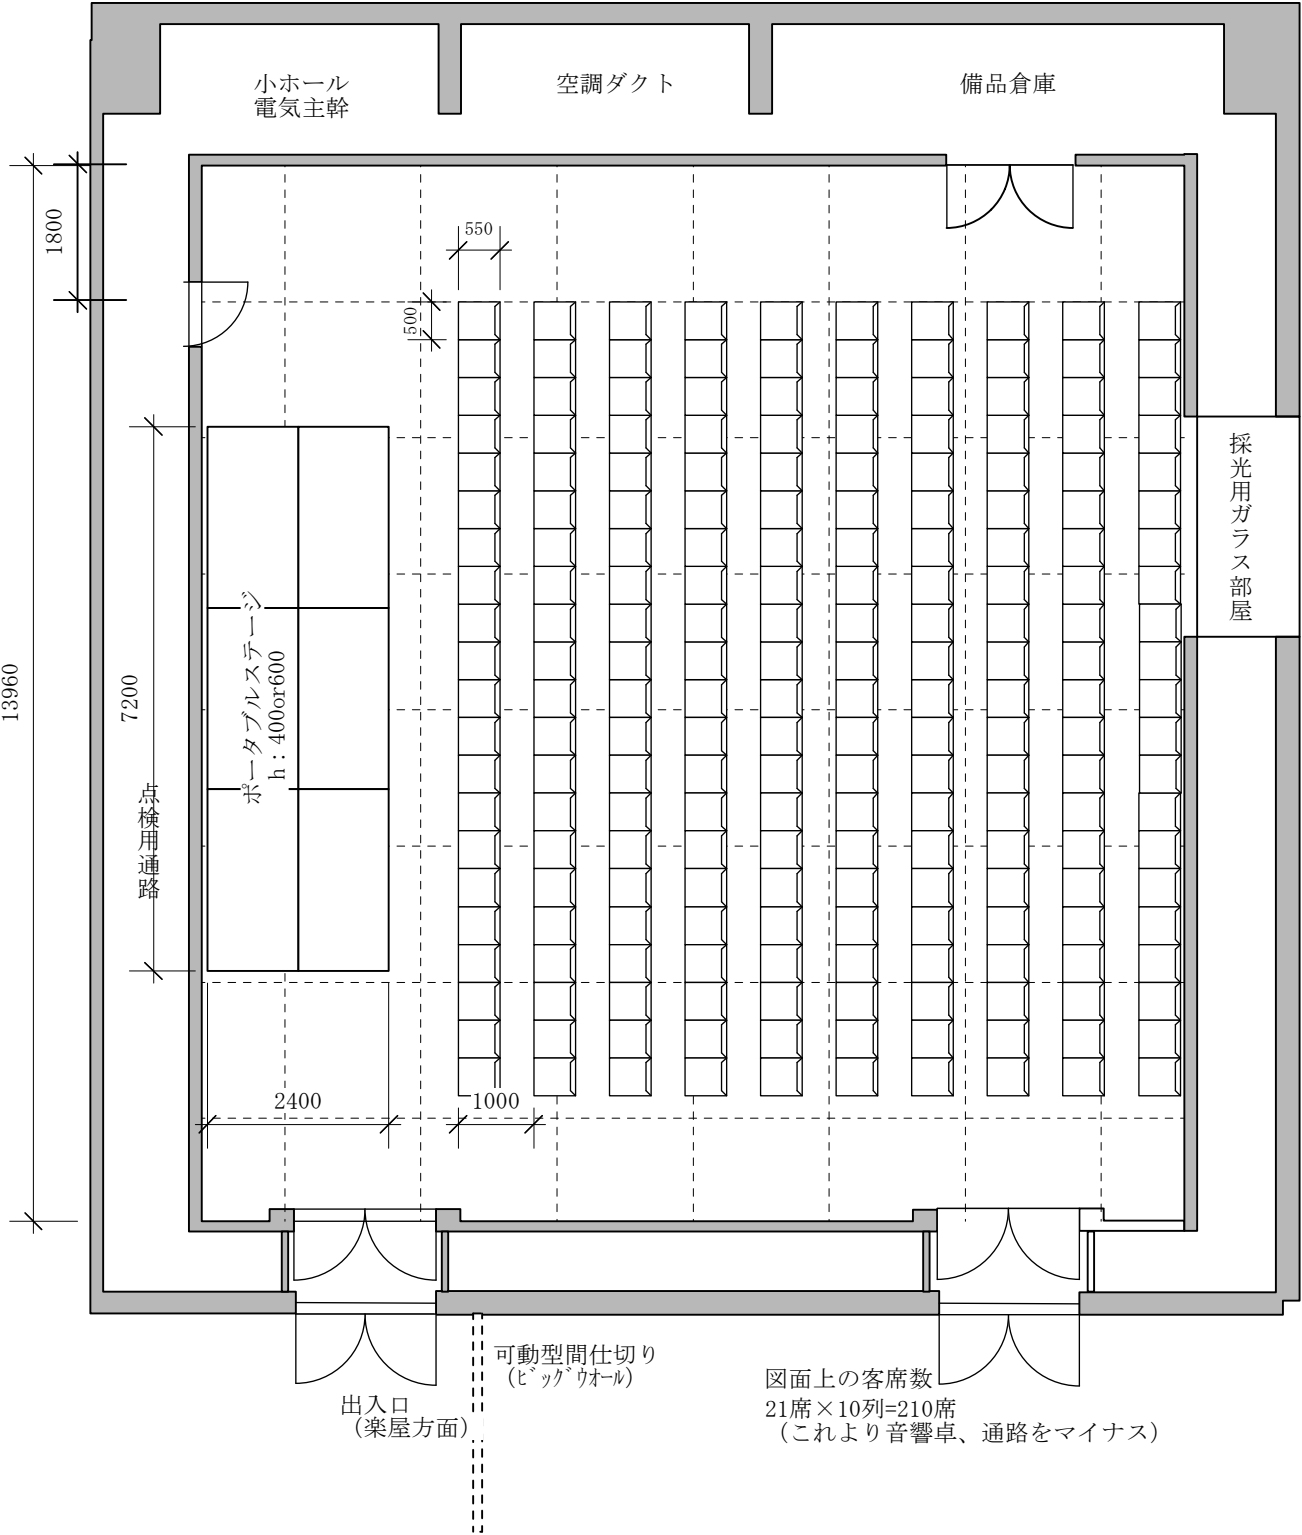 小ホール
電気主幹
空調ダクト
備品倉庫
1800
550
500
採光用ガラス部屋
13960
7200
ポータブルステージ
h：400or600
点検用通路
2400
1000
可動型間仕切り
（ﾋﾞｯｸﾞｳｵｰﾙ）
出入口
（楽屋方面）
図面上の客席数
21席×10列=210席
（これより音響卓、通路をマイナス）